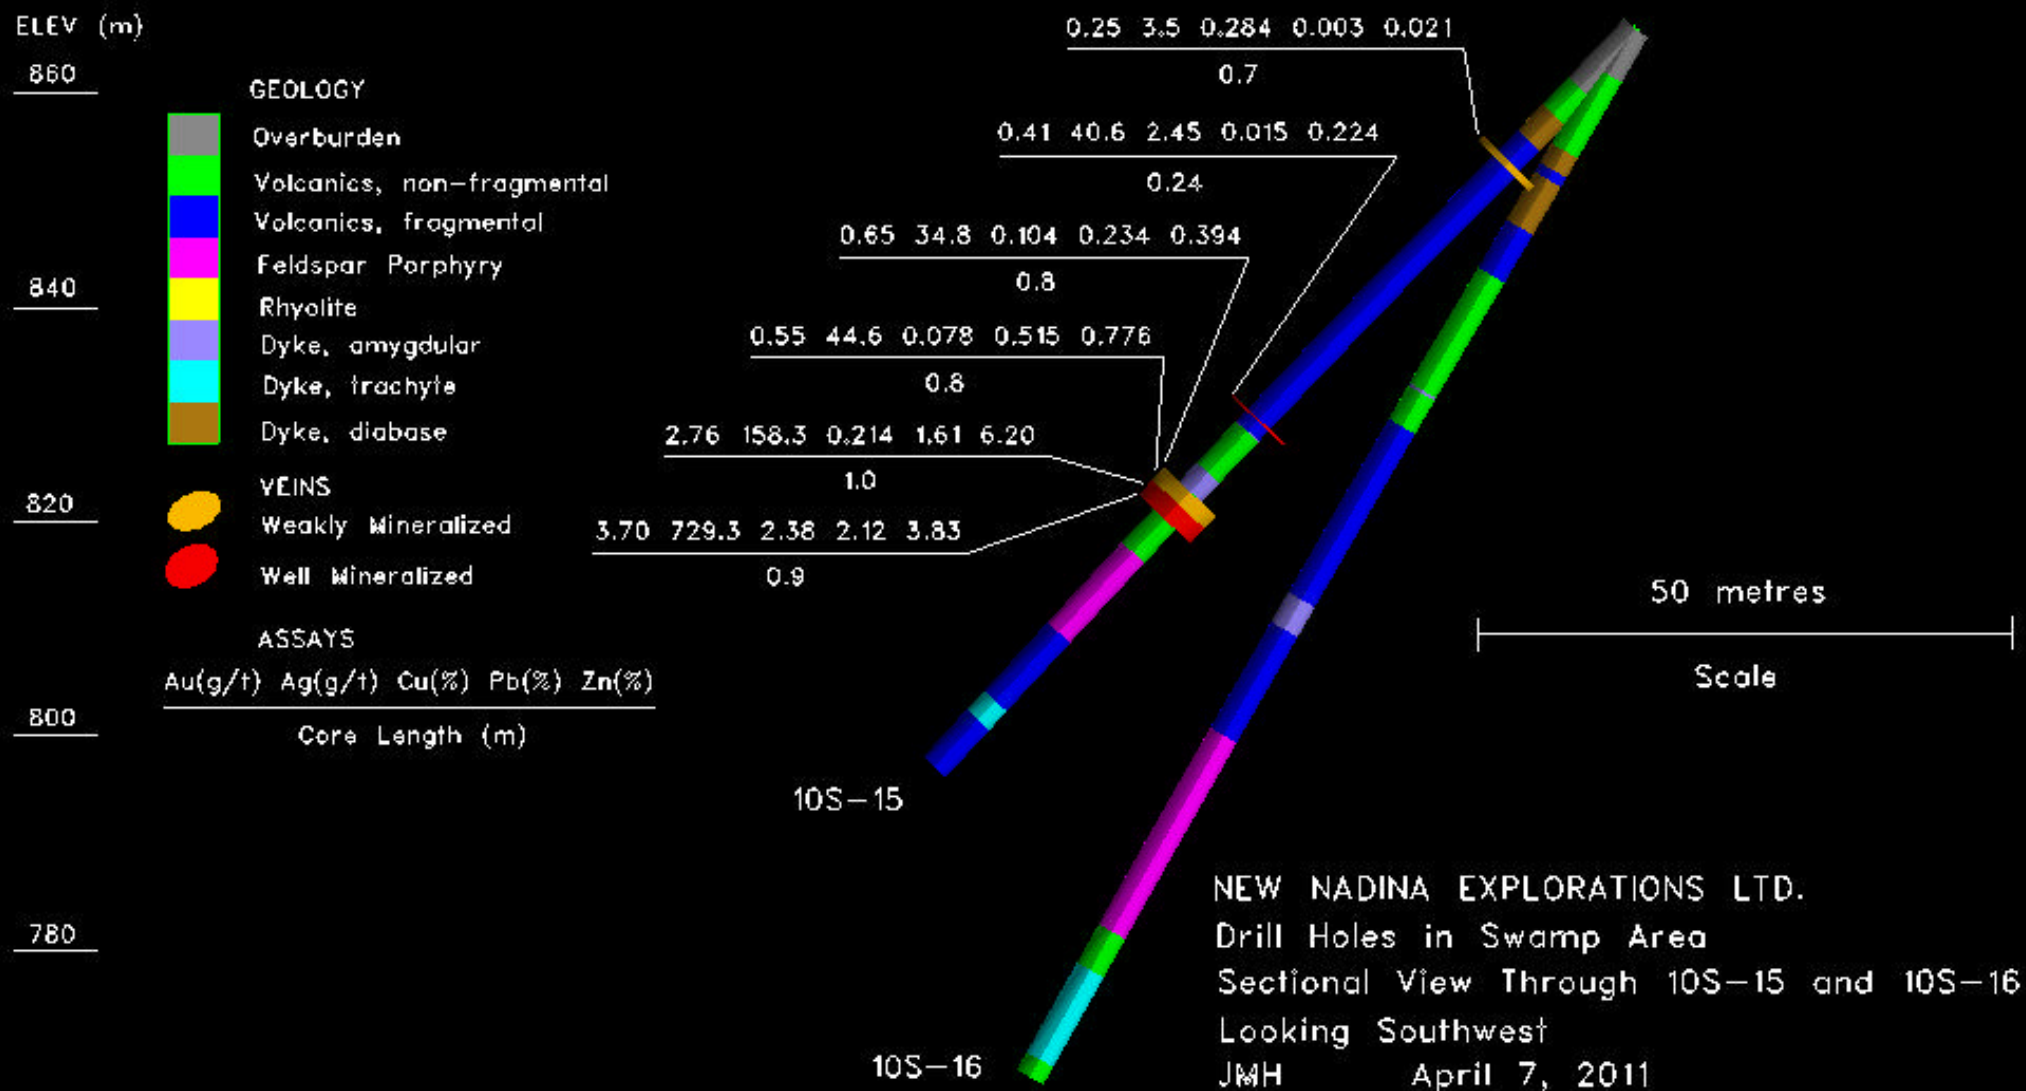 ELEV (m)
860
840
820
800
780
GEOLOGY
Overburden
Volcanics, non-fragmental
Volcanics, fragmental
Feldspar Porphyry
Rhyolite
Dyke, amygdular
Dyke, trachyte
Dyke, diabase
VEINS
Weakly Mineralized
Well Mineralized
ASSAYS
Au(g/t) Ag(g/t) Cu(%) Pb(%) Zn(%)
Core Length (m)
0.25 3.5 0.284 0.003 0.021
0.7
0.41 40.6 2.45 0.015 0.224
0.24
0.65 34.8 0.104 0.234 0.394
0.8
0.55 44.6 0.078 0.515 0.776
0.8
2.76 158.3 0.214 1.61 6.20
1.0
3.70 729.3 2.38 2.12 3.83
0.9
50 metres
Scale
10S-15
10S-16
NEW NADINA EXPLORATIONS LTD.
Drill Holes in Swamp Area
Sectional View Through 10S-15 and 10S-16
Looking Southwest
JMH April 7, 2011